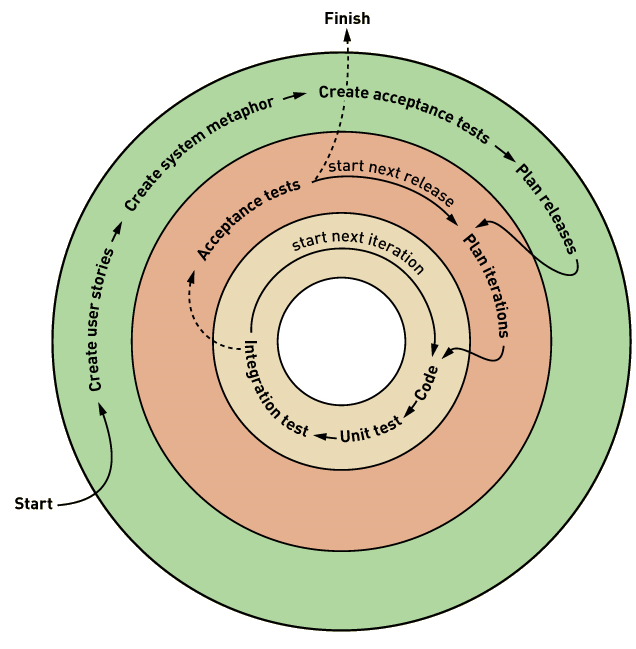 Finish
Create acceptance tests
Create system metaphor
Plan releases
start next release
Acceptance tests
Plan iterations
start next iteration
Create user stories
Integration test
Code
Unit test
Start